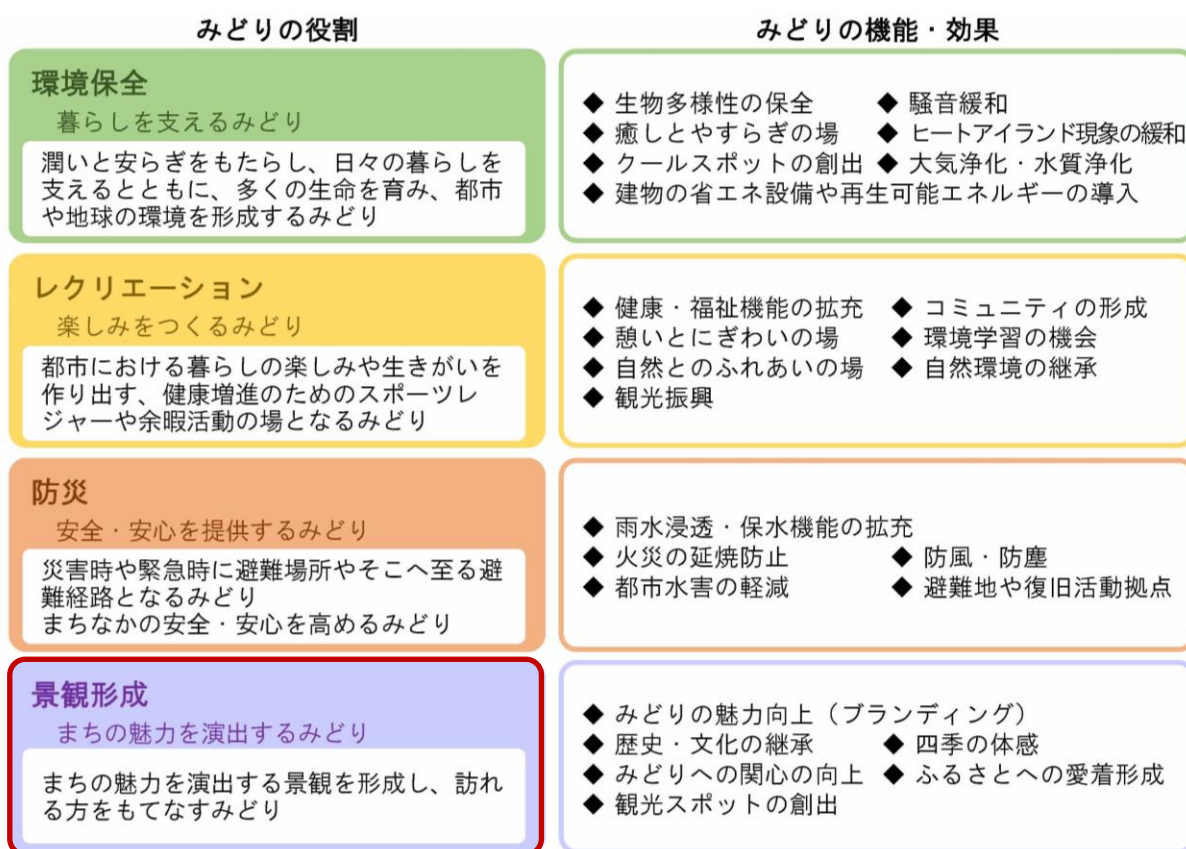 みどりの役割
みどりの機能・効果
環境保全
暮らしを支えるみどり
潤いと安らぎをもたらし、日々の暮らしを
支えるとともに、多くの生命を育み、都市
や地球の環境を形成するみどり
◆ 生物多様性の保全 ◆ 騒音緩和
◆ 癒しとやすらぎの場 ◆ ヒートアイランド現象の緩和
◆ クールスポットの創出 ◆ 大気浄化・水質浄化
◆ 建物の省エネ設備や再生可能エネルギーの導入
レクリエーション
楽しみをつくるみどり
都市における暮らしの楽しみや生きがいを
作り出す、健康増進のためのスポーツレ
ジャーや余暇活動の場となるみどり
◆ 健康・福祉機能の拡充 ◆ コミュニティの形成
◆ 憩いとにぎわいの場 ◆ 環境学習の機会
◆ 自然とのふれあいの場 ◆ 自然環境の継承
◆ 観光振興
防災
安全・安心を提供するみどり
災害時や緊急時に避難場所やそこへ至る避
難経路となるみどり
まちなかの安全・安心を高めるみどり
◆ 雨水浸透・保水機能の拡充
◆ 火災の延焼防止 ◆ 防風・防塵
◆ 都市水害の軽減 ◆ 避難地や復旧活動拠点
景観形成
まちの魅力を演出するみどり
まちの魅力を演出する景観を形成し、訪れ
る方をもてなすみどり
◆ みどりの魅力向上（ブランディング）
◆ 歴史・文化の継承 ◆ 四季の体感
◆ みどりへの関心の向上 ◆ ふるさとへの愛着形成
◆ 観光スポットの創出